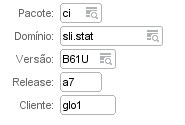 Pacote: ci
Domínio: sli.stat
Versão: B61U
Release: a7
Cliente: glo1